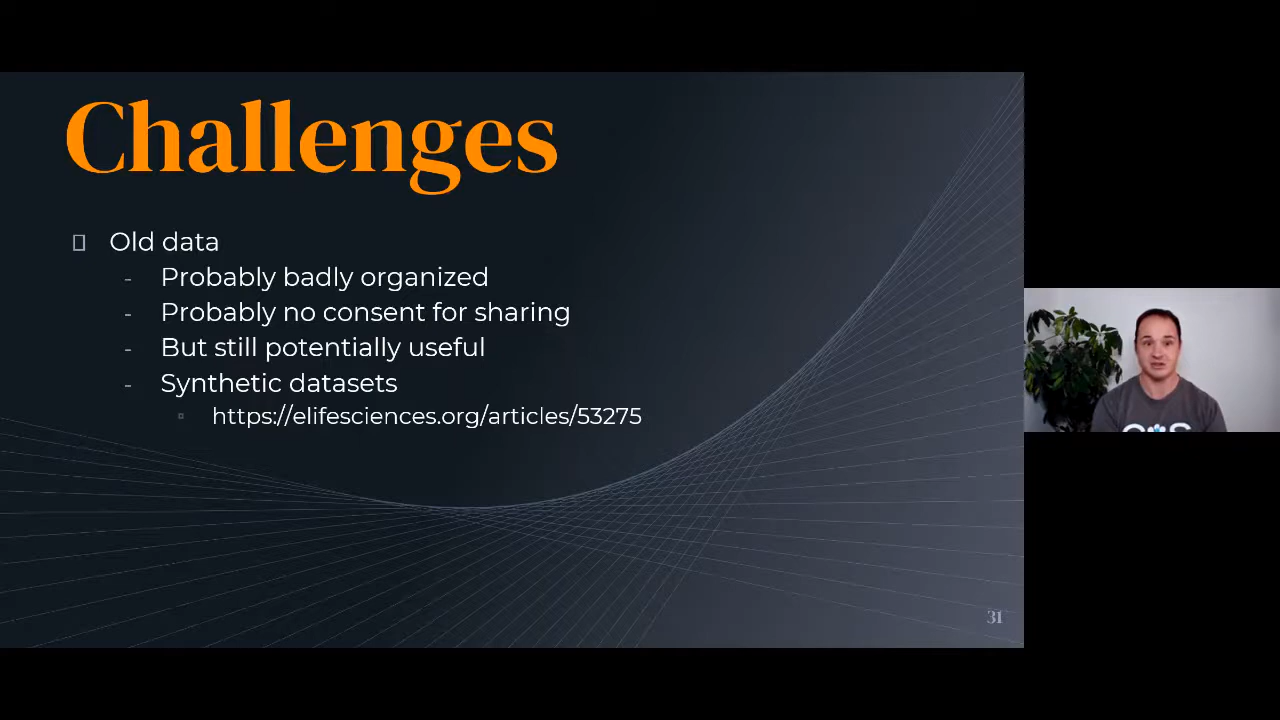 Challenges
Old data
- Probably badly organized
- Probably no consent for sharing
- But still potentially useful
- Synthetic datasets
https://elifesciences.org/articles/53275
31